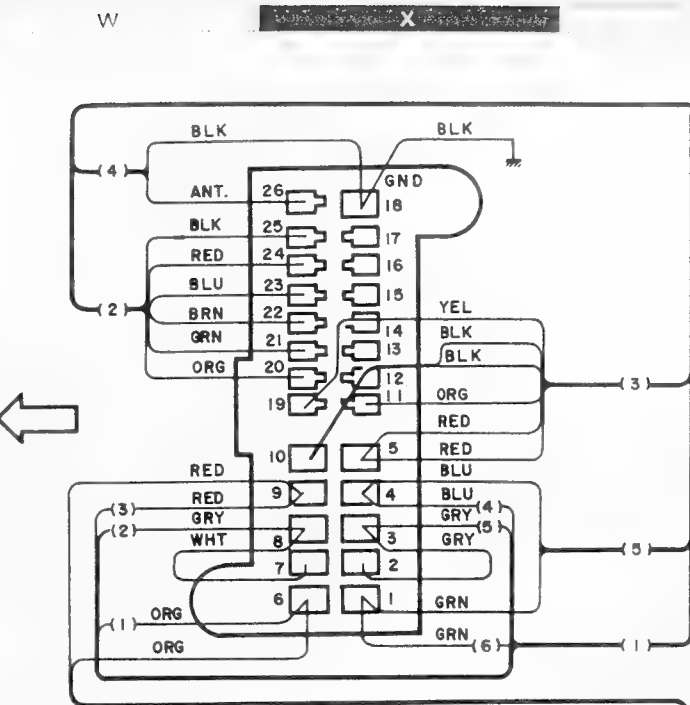 W
X
BLK
BLK
(4)
GND
ANT.
26
18
BLK
25
17
RED
24
16
BLU
23
15
(2)
BRN
22
YEL
14
GRN
21
13
BLK
BLK
ORG
20
12
(3)
19
11
ORG
RED
10
5
RED
RED
9
4
BLU
(3)
RED
BLU
(4)
(2)
GRY
8
3
GRY
(5)
WHT
GRY
(5)
7
2
6
1
GRN
(1)
ORG
GRN
(6)
(1)
ORG